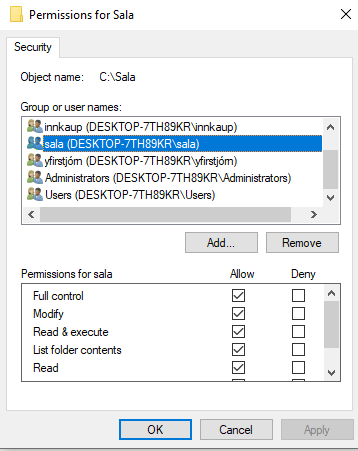 Permissions for Sala
Security
Object name: C:\Sala
Group or user names:
innkaup (DESKTOP-7TH89KR\innkaup)
sala (DESKTOP-7TH89KR\sala)
yfirstjórn (DESKTOP-7TH89KR\yfirstjórn)
Administrators (DESKTOP-7TH89KR\Administrators)
Users (DESKTOP-7TH89KR\Users)
Add... Remove
Permissions for sala Allow Deny
Full control
Modify
Read & execute
List folder contents
Read
OK Cancel Apply